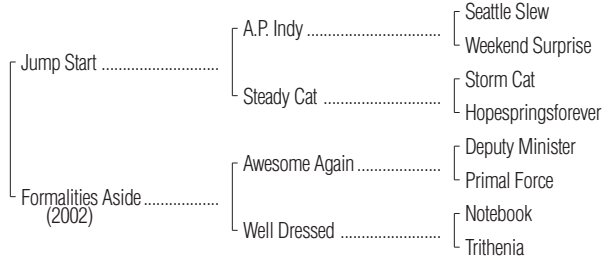 Seattle Slew
A.P. Indy ..................................
Weekend Surprise
Jump Start ..............................
Storm Cat
Steady Cat ..............................
Hopespringsforever
Deputy Minister
Awesome Again .....................
Primal Force
Formalities Aside ...................
(2002)
Notebook
Well Dressed .........................
Trithenia